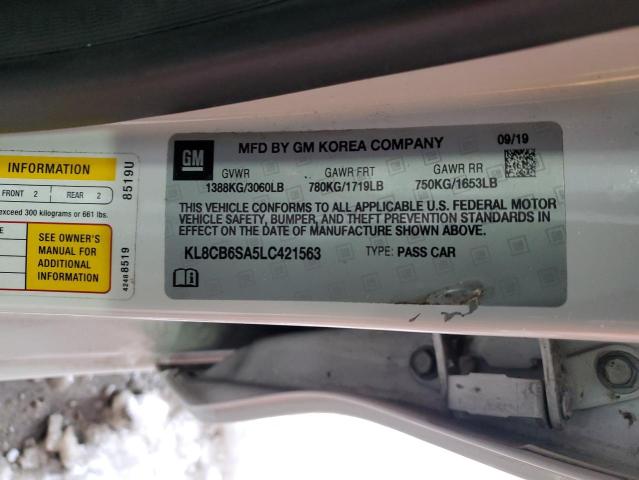 GM
MFD BY GM KOREA COMPANY
09/19
GVWR GAWR FRT GAWR RR
1388KG/3060LB 780KG/1719LB 750KG/1653LB
THIS VEHICLE CONFORMS TO ALL APPLICABLE U.S. FEDERAL MOTOR
VEHICLE SAFETY, BUMPER, AND THEFT PREVENTION STANDARDS IN
EFFECT ON THE DATE OF MANUFACTURE SHOWN ABOVE.
KL8CB6SA5LC421563 TYPE: PASS CAR
INFORMATION
FRONT 2 REAR 2
exceed 300 kilograms or 661 lbs.
SEE OWNER'S
MANUAL FOR
ADDITIONAL
INFORMATION
8519U
42488519